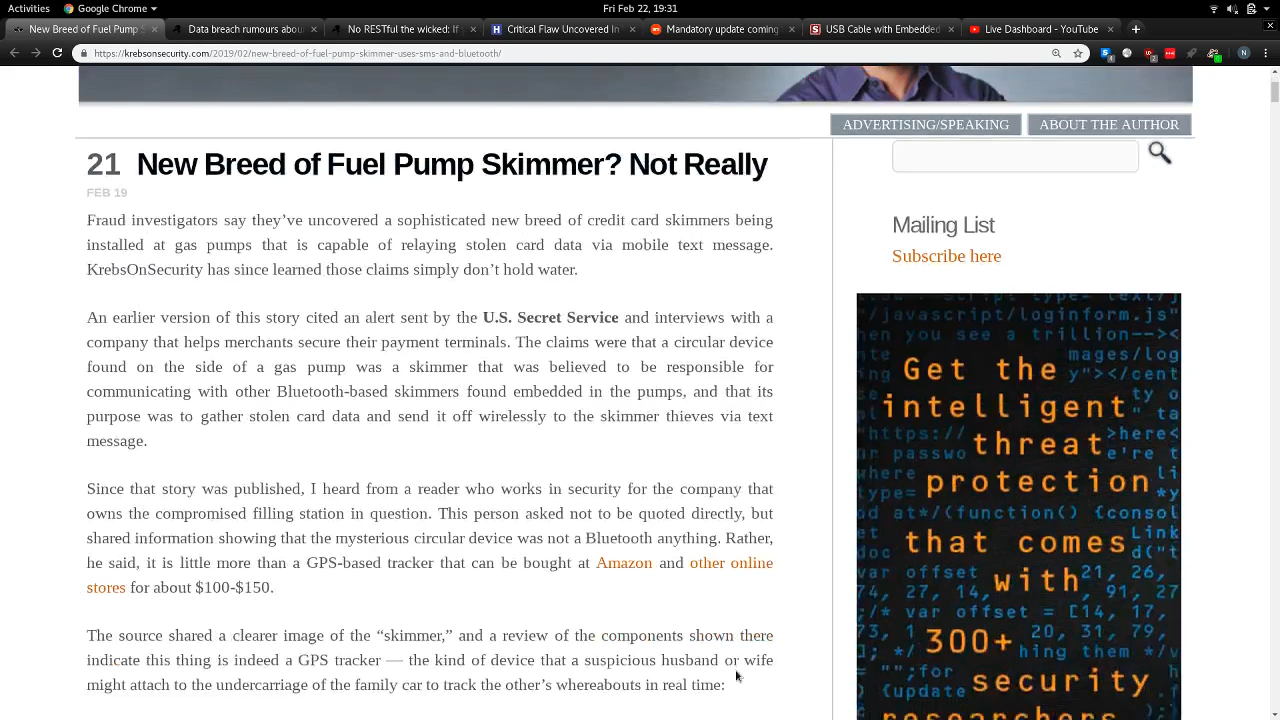 Activities
Google Chrome
Fri Feb 22, 19:31
New Breed of Fuel Pump S
Data breach rumours abou
No RESTful the wicked: If
Critical Flaw Uncovered In
Mandatory update coming
USB Cable with Embedded
Live Dashboard - YouTube
https://krebsonsecurity.com/2019/02/new-breed-of-fuel-pump-skimmer-uses-sms-and-bluetooth/
ADVERTISING/SPEAKING
ABOUT THE AUTHOR
21 New Breed of Fuel Pump Skimmer? Not Really
FEB 19
Fraud investigators say they’ve uncovered a sophisticated new breed of credit card skimmers being
installed at gas pumps that is capable of relaying stolen card data via mobile text message.
KrebsOnSecurity has since learned those claims simply don’t hold water.
An earlier version of this story cited an alert sent by the U.S. Secret Service and interviews with a
company that helps merchants secure their payment terminals. The claims were that a circular device
found on the side of a gas pump was a skimmer that was believed to be responsible for
communicating with other Bluetooth-based skimmers found embedded in the pumps, and that its
purpose was to gather stolen card data and send it off wirelessly to the skimmer thieves via text
message.
Since that story was published, I heard from a reader who works in security for the company that
owns the compromised filling station in question. This person asked not to be quoted directly, but
shared information showing that the mysterious circular device was not a Bluetooth anything. Rather,
he said, it is little more than a GPS-based tracker that can be bought at Amazon and other online
stores for about $100-$150.
The source shared a clearer image of the “skimmer,” and a review of the components shown there
indicate this thing is indeed a GPS tracker — the kind of device that a suspicious husband or wife
might attach to the undercarriage of the family car to track the other’s whereabouts in real time:
Mailing List
Subscribe here
Get the
intelligent
threat
protection
that comes
with
300+
security
researchers